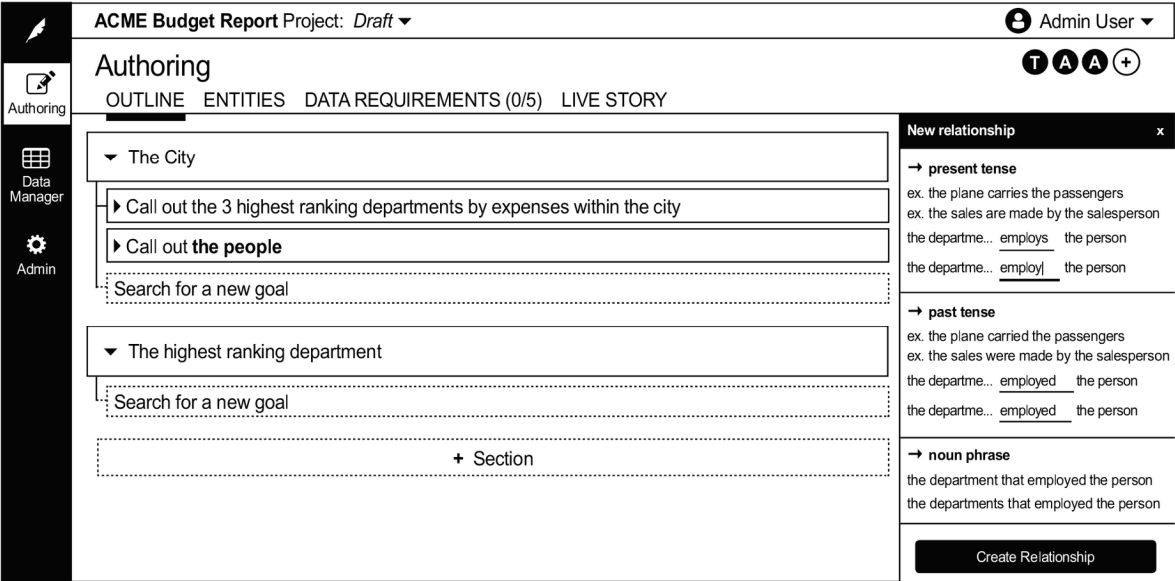 ACME Budget Report Project: Draft
Admin User
Authoring
T A A +
OUTLINE ENTITIES DATA REQUIREMENTS (0/5) LIVE STORY
Authoring
Data
Manager
Admin
The City
Call out the 3 highest ranking departments by expenses within the city
Call out the people
Search for a new goal
The highest ranking department
Search for a new goal
+ Section
New relationship x
→ present tense
ex. the plane carries the passengers
ex. the sales are made by the salesperson
the departme... employs the person
the departme... employ the person
→ past tense
ex. the plane carried the passengers
ex. the sales were made by the salesperson
the departme... employed the person
the departme... employed the person
→ noun phrase
the department that employed the person
the departments that employed the person
Create Relationship